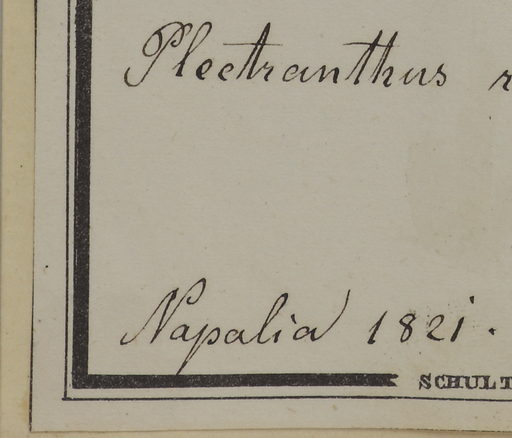 Plectranthus r
Napalia 1821.
SCHULT